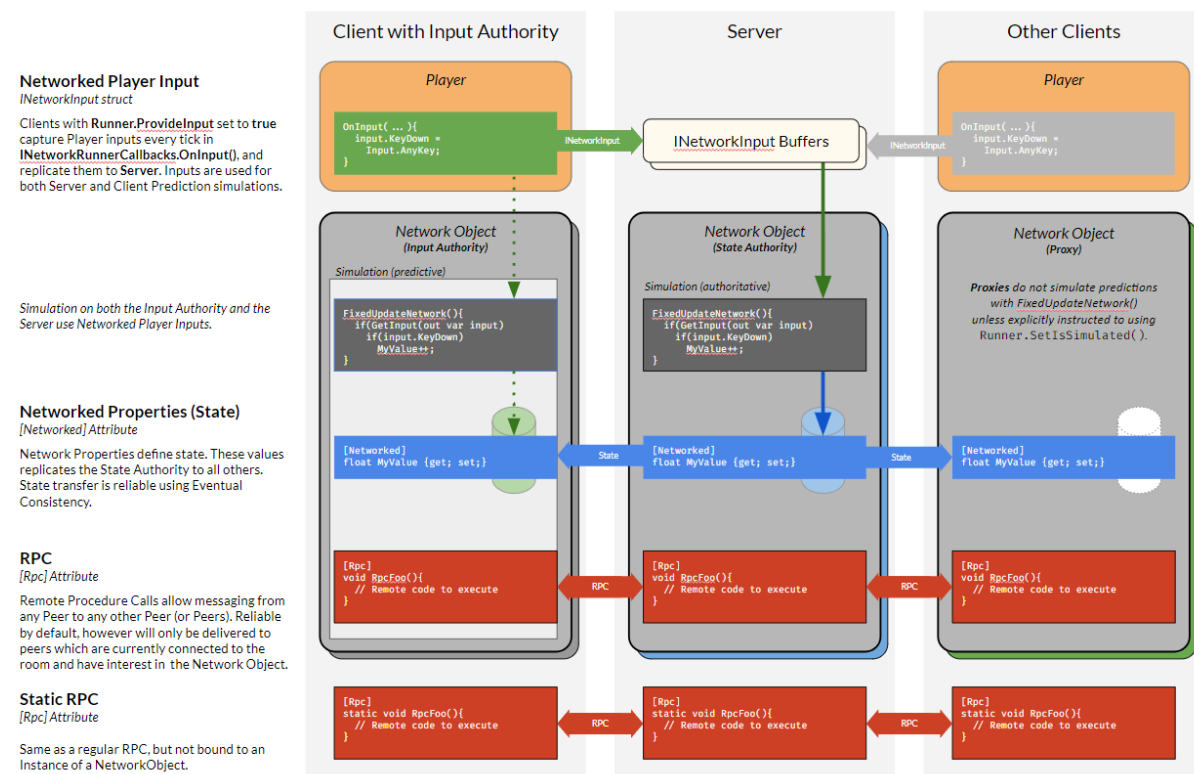 Client with Input Authority
Server
Other Clients
Networked Player Input
INetworkInput struct
Clients with Runner.ProvideInput set to true
capture Player inputs every tick in
INetworkRunnerCallbacks.OnInput(), and
replicate them to Server. Inputs are used for
both Server and Client Prediction simulations.
Player
OnInput( ... ){
input.KeyDown =
Input.AnyKey;
}
INetworkInput
INetworkInput Buffers
INetworkInput
Player
OnInput( ... ){
input.KeyDown =
Input.AnyKey;
}
Simulation on both the Input Authority and the
Server use Networked Player Inputs.
Network Object
(Input Authority)
Simulation (predictive)
FixedUpdateNetwork(){
if(GetInput(out var input)
if(input.KeyDown)
MyValue++;
}
Network Object
(State Authority)
Simulation (authoritative)
FixedUpdateNetwork(){
if(GetInput(out var input)
if(input.KeyDown)
MyValue++;
}
Network Object
(Proxy)
Proxies do not simulate predictions
with FixedUpdateNetwork()
unless explicitly instructed to using
Runner.SetIsSimulated().
Networked Properties (State)
[Networked] Attribute
Network Properties define state. These values
replicates the State Authority to all others.
State transfer is reliable using Eventual
Consistency.
[Networked]
float MyValue {get; set;}
State
[Networked]
float MyValue {get; set;}
State
[Networked]
float MyValue {get; set;}
RPC
[Rpc] Attribute
Remote Procedure Calls allow messaging from
any Peer to any other Peer (or Peers). Reliable
by default, however will only be delivered to
peers which are currently connected to the
room and have interest in the Network Object.
[Rpc]
void RpcFoo(){
// Remote code to execute
}
RPC
[Rpc]
void RpcFoo(){
// Remote code to execute
}
RPC
[Rpc]
void RpcFoo(){
// Remote code to execute
}
Static RPC
[Rpc] Attribute
Same as a regular RPC, but not bound to an
Instance of a NetworkObject.
[Rpc]
static void RpcFoo(){
// Remote code to execute
}
RPC
[Rpc]
static void RpcFoo(){
// Remote code to execute
}
RPC
[Rpc]
static void RpcFoo(){
// Remote code to execute
}